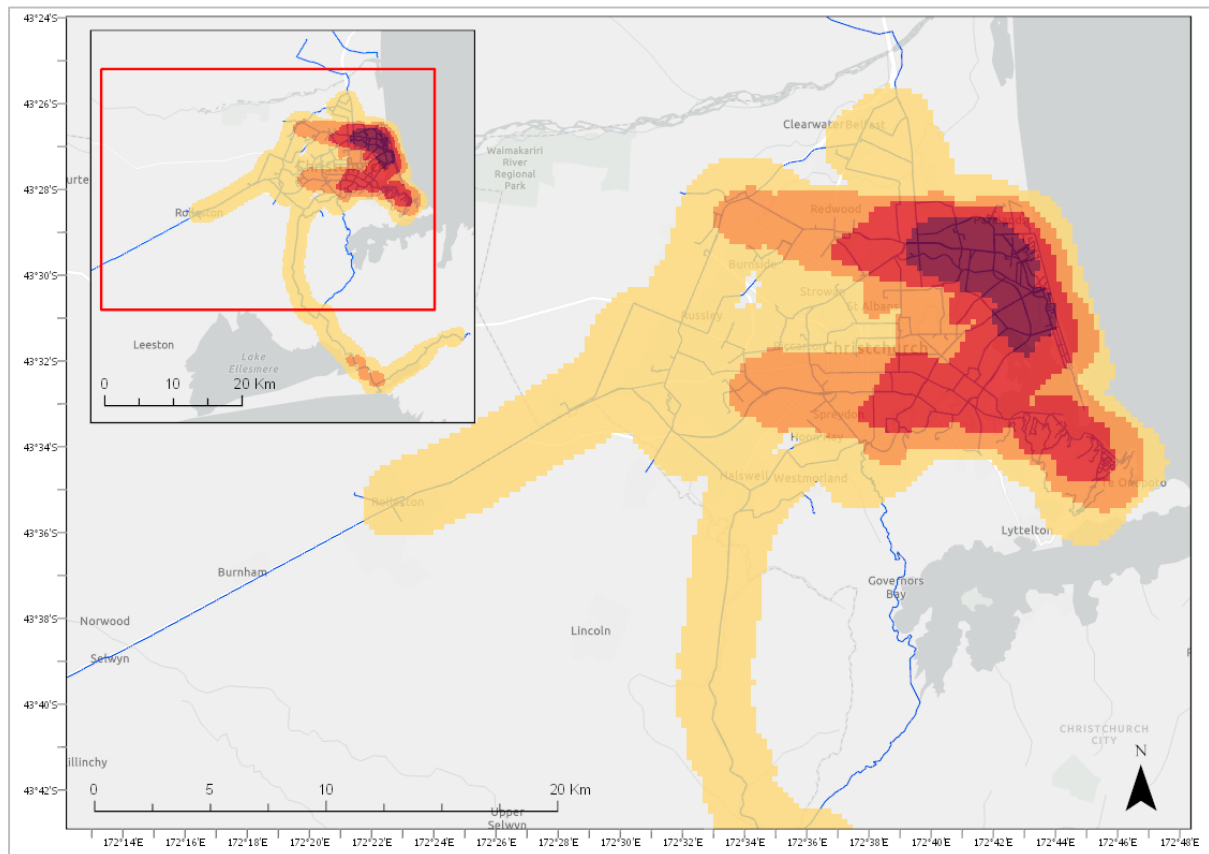 43°24'S
43°26'S
43°28'S
43°30'S
43°32'S
43°34'S
43°36'S
43°38'S
43°40'S
43°42'S
Rolleston
Leeston
Lake
Ellesmere
0 10 20 Km
Clearwater Belfast
Waimakariri
River
Regional
Park
Redwood
Burnside
Strowan
St Albans
Russley
Riccarton
Christchurch
Spreydon
Hoon Hay
Halswell
Westmorland
Rolleston
Lyttelton
Burnham
Governors
Bay
Norwood
Selwyn
Lincoln
CHRISTCHURCH
CITY
illinchy
N
0 5 10 20 Km
Upper
Selwyn
172°14'E 172°16'E 172°18'E 172°20'E 172°22'E 172°24'E 172°26'E 172°28'E 172°30'E 172°32'E 172°34'E 172°36'E 172°38'E 172°40'E 172°42'E 172°44'E 172°46'E 172°48'E